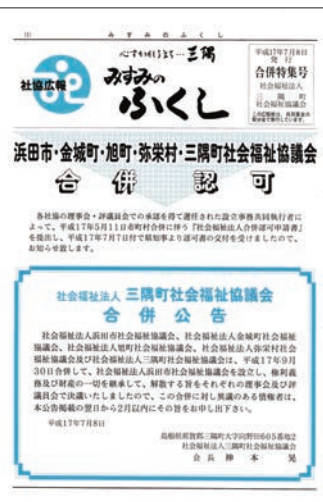 (1)
みすみのふくし
心すこやかに まごころ… 三隅
社協広報
みすみの
ふくし
平成17年7月8日
発行
合併特集号
社会福祉法人
三隅町
社会福祉協議会
浜田市・金城町・旭町・弥栄村・三隅町社会福祉協議会
合併認可
各社協の理事会・評議員会での承認を得て選任された設立事務共同執行者に
よって、平成17年5月11日市町村合併に伴う『社会福祉法人合併認可申請書』
を提出し、平成17年7月7日付で県知事より認可書の交付を受けましたので、
お知らせ致します。
社会福祉法人 三隅町社会福祉協議会
合併公告
社会福祉法人浜田市社会福祉協議会、社会福祉法人金城町社会福祉
協議会、社会福祉法人旭町社会福祉協議会、社会福祉法人弥栄村社会
福祉協議会及び社会福祉法人三隅町社会福祉協議会は、平成17年9月
30日合併して、社会福祉法人浜田市社会福祉協議会を設立し、権利義
務及び財産の一切を継承して、解散する旨をそれぞれの理事会及び評
議員会で決議いたしましたので、この合併に対し異議のある債権者は、
本公告掲載の翌日から2月以内にその旨をお申し出下さい。
平成17年7月8日
島根県那賀郡三隅町大字向野田605番地2
社会福祉法人三隅町社会福祉協議会
会長 神本 晃